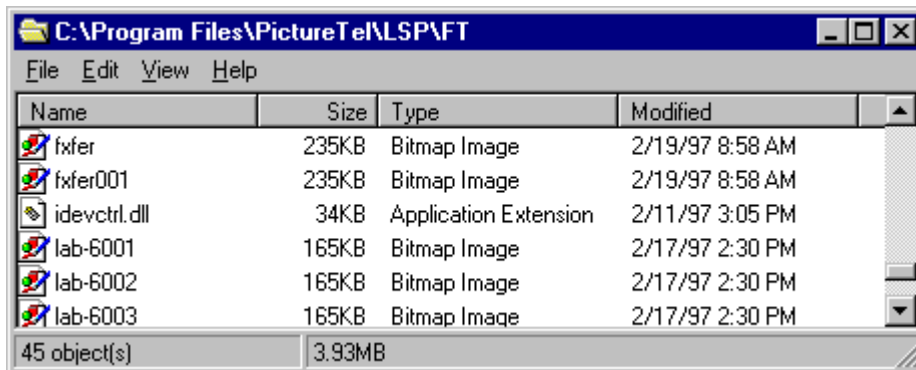 C:\Program Files\PictureTel\LSP\FT
File Edit View Help
Name Size Type Modified
fxfer 235KB Bitmap Image 2/19/97 8:58 AM
fxfer001 235KB Bitmap Image 2/19/97 8:58 AM
idevctrl.dll 34KB Application Extension 2/11/97 3:05 PM
lab-6001 165KB Bitmap Image 2/17/97 2:30 PM
lab-6002 165KB Bitmap Image 2/17/97 2:30 PM
lab-6003 165KB Bitmap Image 2/17/97 2:30 PM
45 object(s) 3.93MB